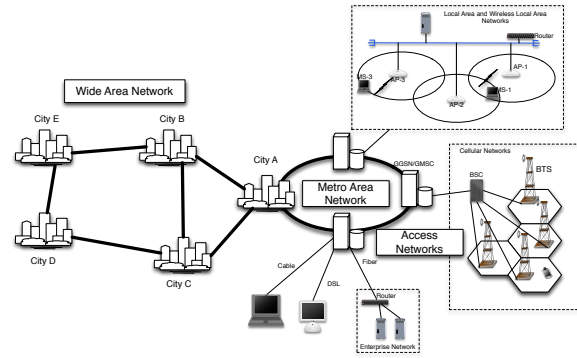 Local Area and Wireless Local Area
Networks
Router
MS-3
AP-3
AP-1
MS-1
AP-2
Wide Area Network
City E
City B
City A
City D
City C
Metro Area
Network
GGSN/GMSC
Cellular Networks
BSC
BTS
Access
Networks
Cable
DSL
Fiber
Router
Enterprise Network